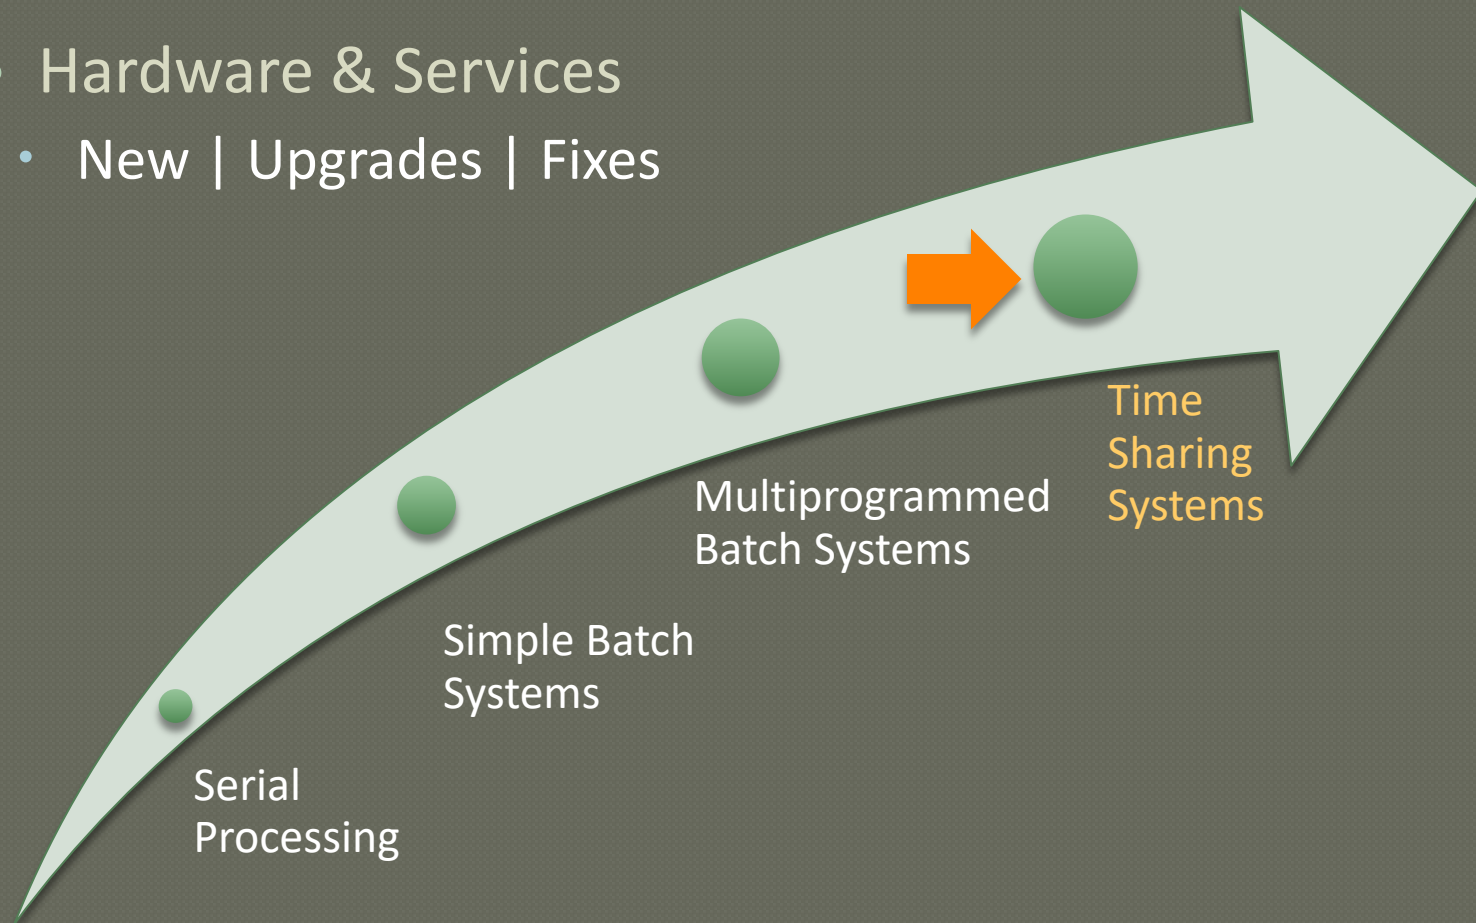 Hardware & Services
New | Upgrades | Fixes
Time
Sharing
Systems
Multiprogrammed
Batch Systems
Simple Batch
Systems
Serial
Processing